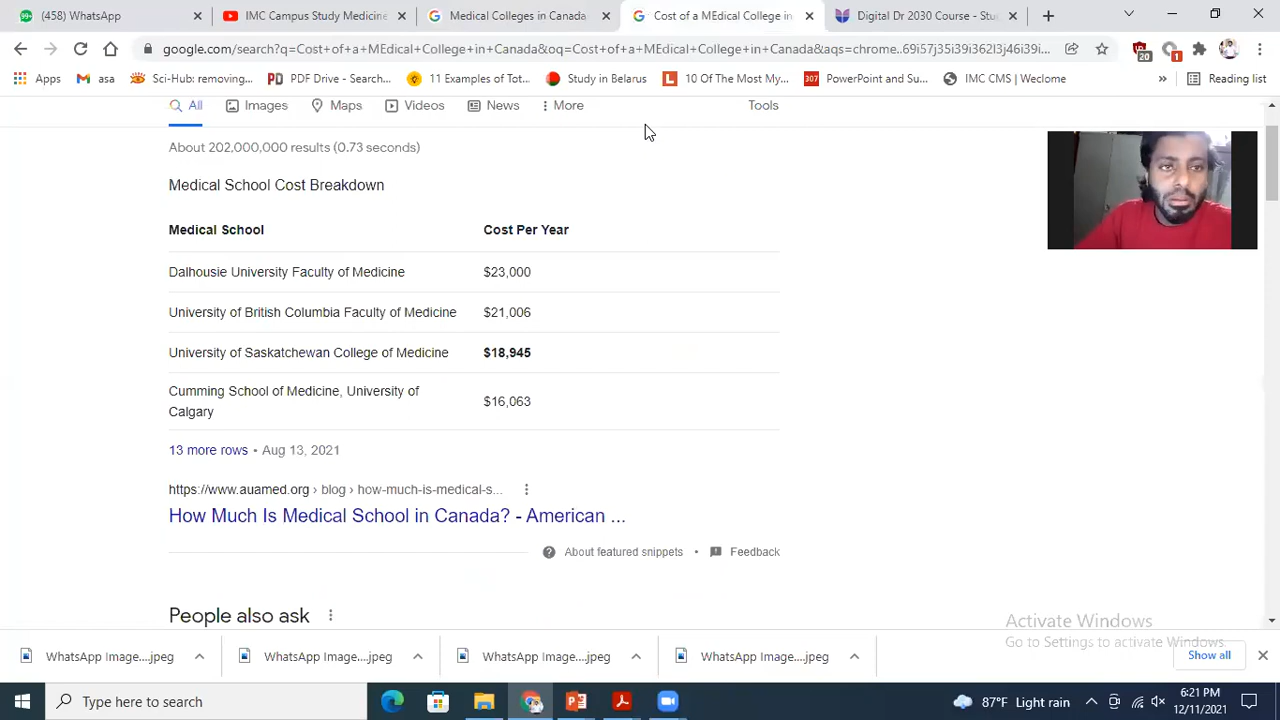 (458) WhatsApp
IMC Campus Study Medicine
Medical Colleges in Canada
Cost of a MEdical College in
Digital Dr 2030 Course - Stu
google.com/search?q=Cost+of+a+MEdical+College+in+Canada&oq=Cost+of+a+MEdical+College+in+Canada&aqs=chrome..69i57j35i39i362l3j46i39i...
20
1
Apps
asa
Sci-Hub: removing...
PDF Drive - Search...
11 Examples of Tot...
Study in Belarus
10 Of The Most My...
PowerPoint and Su...
IMC CMS | Weclome
»
Reading list
All
Images
Maps
Videos
News
More
Tools
About 202,000,000 results (0.73 seconds)
Medical School Cost Breakdown
Medical School Cost Per Year
Dalhousie University Faculty of Medicine $23,000
University of British Columbia Faculty of Medicine $21,006
University of Saskatchewan College of Medicine $18,945
Cumming School of Medicine, University of
Calgary
$16,063
13 more rows • Aug 13, 2021
https://www.auamed.org › blog › how-much-is-medical-s...
How Much Is Medical School in Canada? - American ...
About featured snippets • Feedback
People also ask
Activate Windows
Go to Settings to activate Windows.
WhatsApp Image....jpeg
WhatsApp Image....jpeg
WhatsApp Image....jpeg
WhatsApp Image....jpeg
Show all
Type here to search
87°F Light rain
6:21 PM
12/11/2021